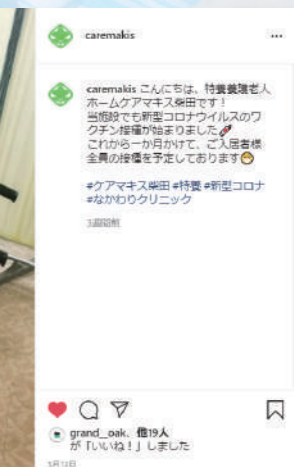 caremakis
caremakis こんにちは、特養養護老人
ホームケアマキス柴田です！
当施設でも新型コロナウイルスのワ
クチン接種が始まりました
これから一か月かけて、ご入居者様
全員の接種を予定しております
#ケアマキス柴田 #特養 #新型コロナ
#なかわりクリニック
3週間前
grand_oak、他19人
が「いいね！」しました